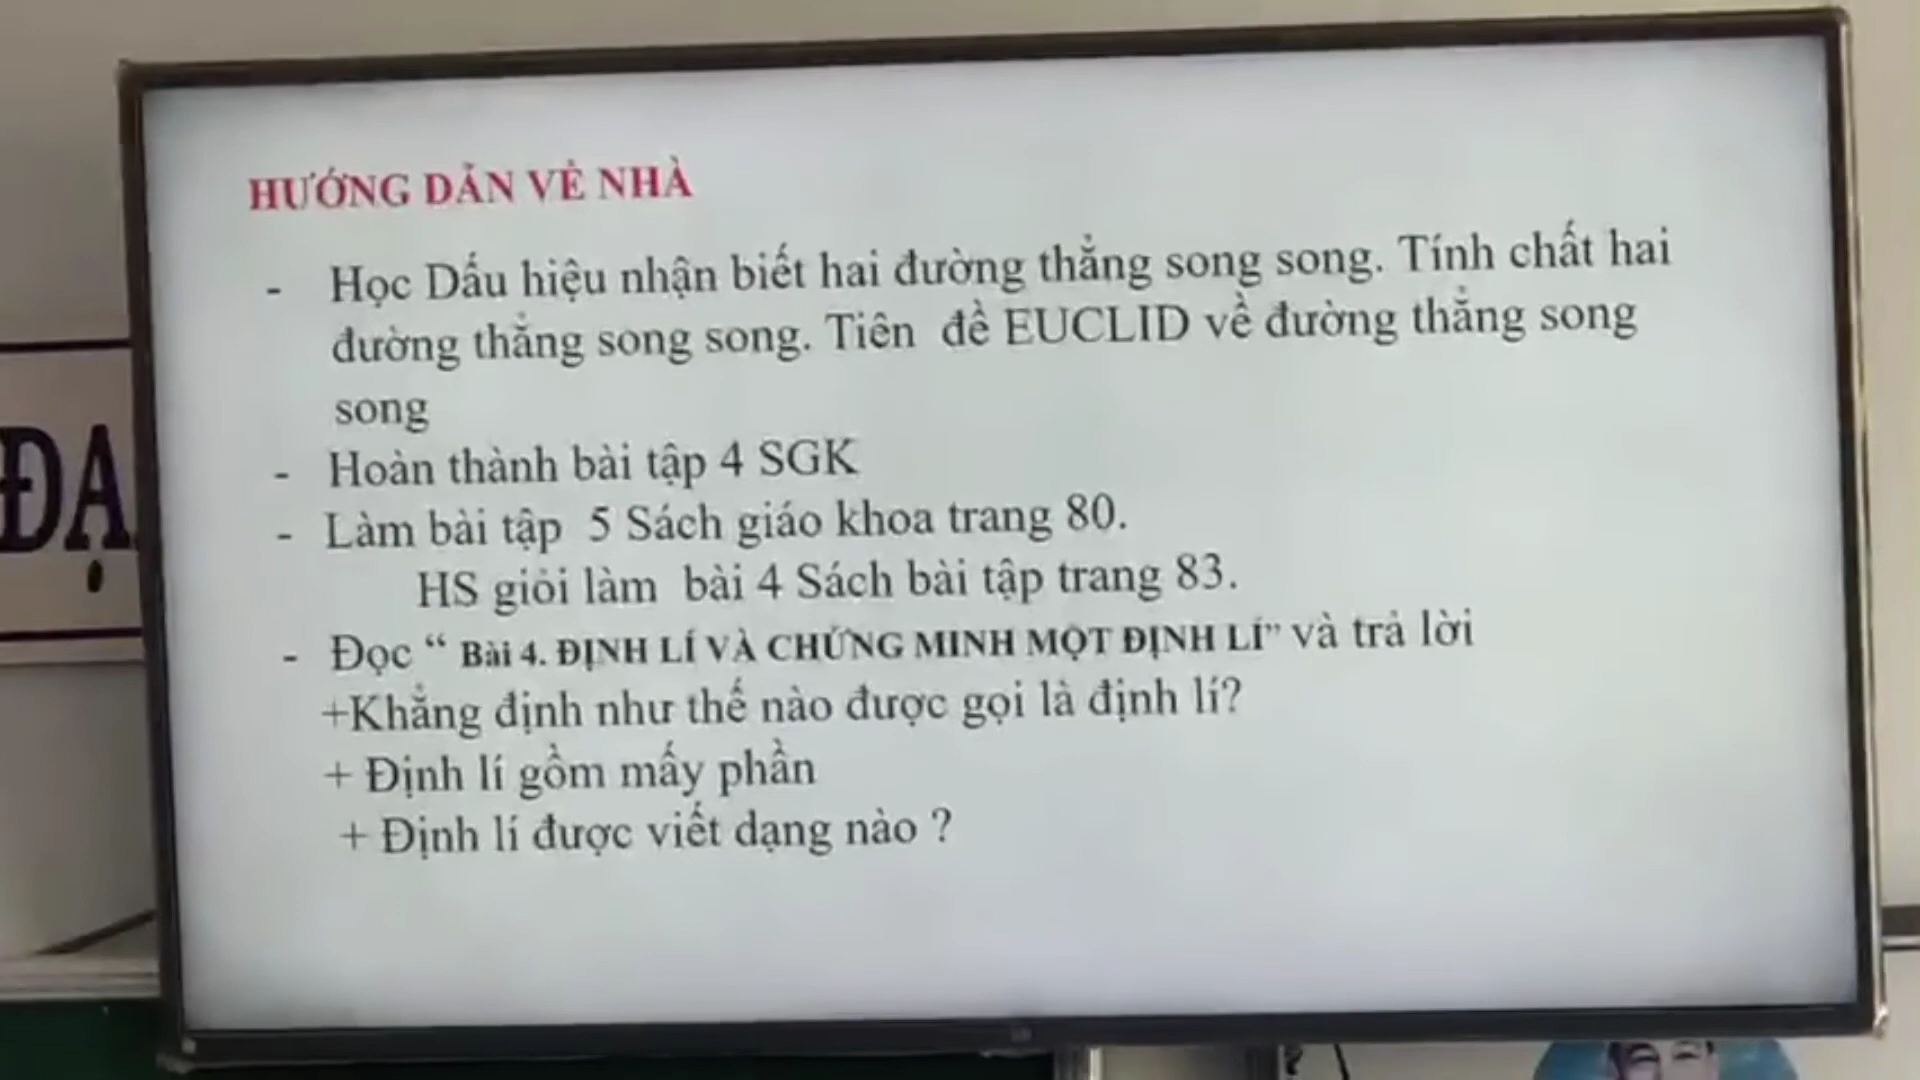 HƯỚNG DẪN VỀ NHÀ
- Học Dấu hiệu nhận biết hai đường thẳng song song. Tính chất hai
đường thẳng song song. Tiên đề EUCLID về đường thẳng song
song
- Hoàn thành bài tập 4 SGK
- Làm bài tập 5 Sách giáo khoa trang 80.
HS giỏi làm bài 4 Sách bài tập trang 83.
- Đọc “ Bài 4. ĐỊNH LÍ VÀ CHỨNG MINH MỘT ĐỊNH LÍ” và trả lời
+Khẳng định như thế nào được gọi là định lí?
+ Định lí gồm mấy phần
+ Định lí được viết dạng nào ?
ĐẠ